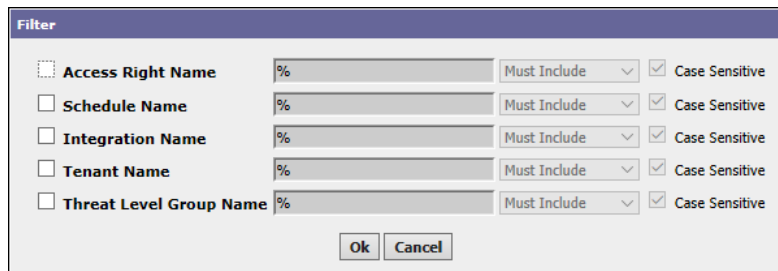 Filter
Access Right Name % Must Include Case Sensitive
Schedule Name % Must Include Case Sensitive
Integration Name % Must Include Case Sensitive
Tenant Name % Must Include Case Sensitive
Threat Level Group Name % Must Include Case Sensitive
Ok Cancel